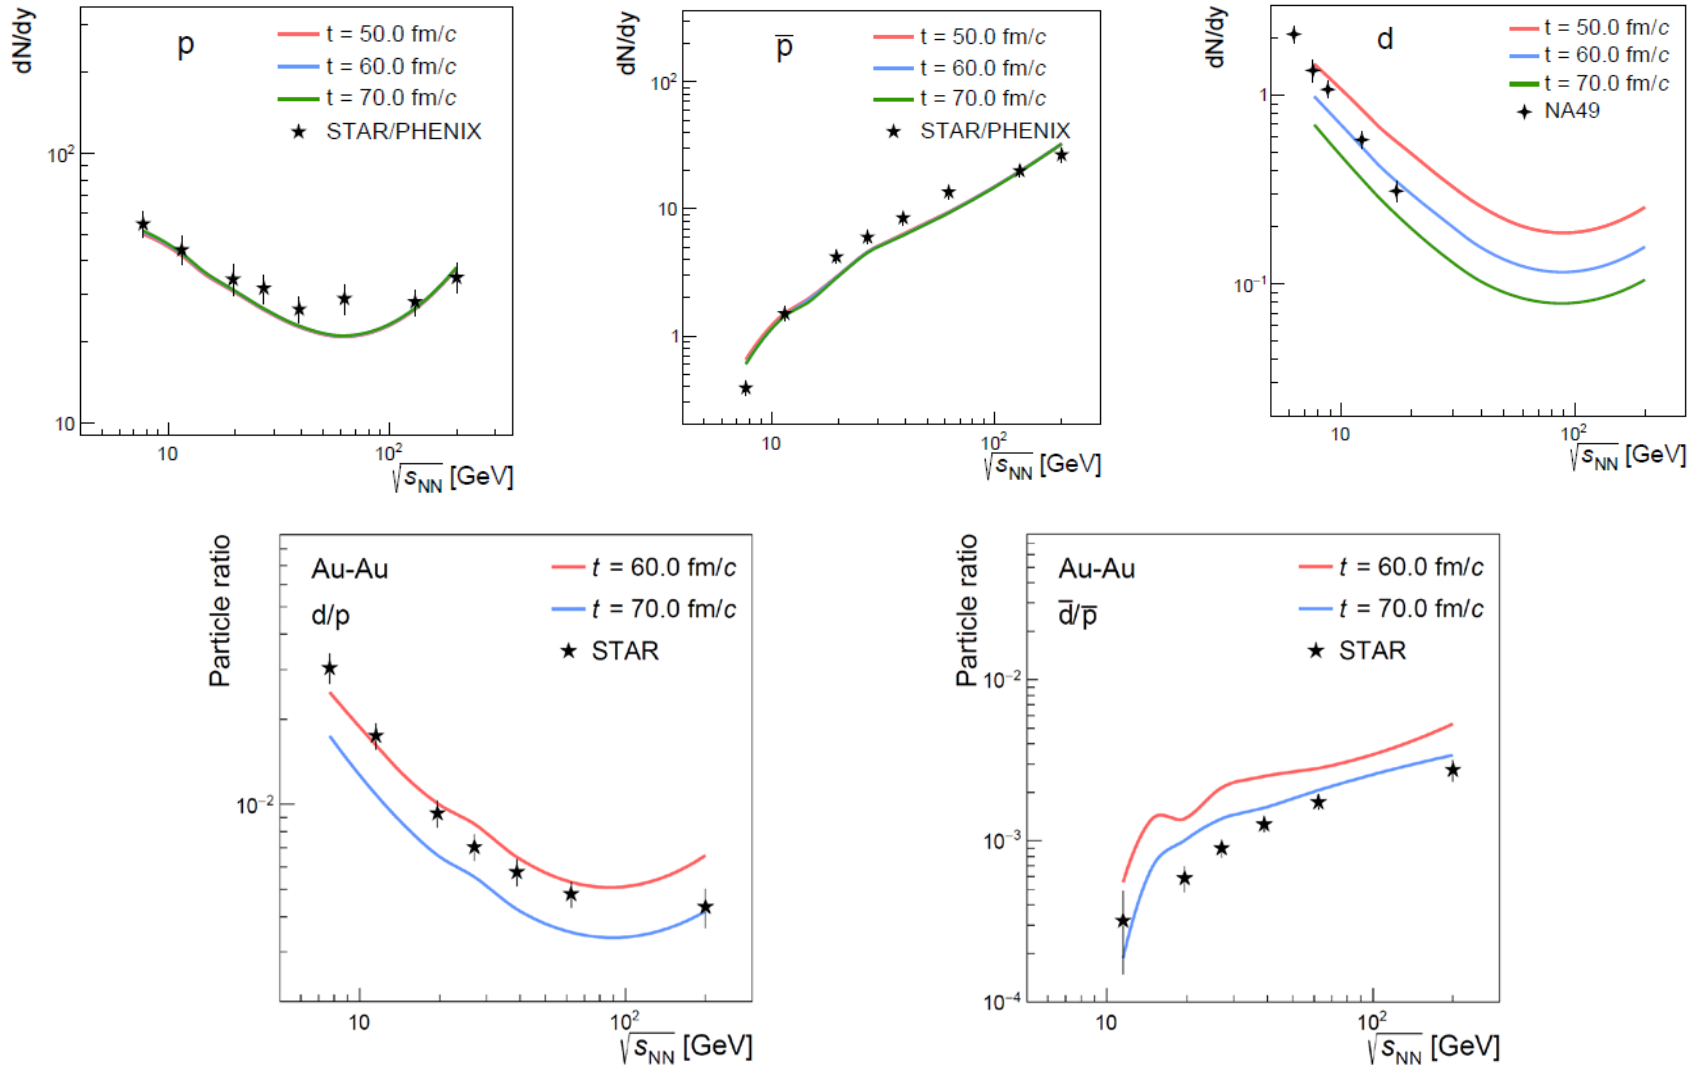 dN/dy
p
t = 50.0 fm/c
t = 60.0 fm/c
t = 70.0 fm/c
STAR/PHENIX
10²
10
10
10²
√sNN [GeV]
dN/dy
p̅
t = 50.0 fm/c
t = 60.0 fm/c
t = 70.0 fm/c
STAR/PHENIX
10²
10
1
10
10²
√sNN [GeV]
dN/dy
d
t = 50.0 fm/c
t = 60.0 fm/c
t = 70.0 fm/c
NA49
1
10⁻¹
10
10²
√sNN [GeV]
Particle ratio
Au-Au
d/p
t = 60.0 fm/c
t = 70.0 fm/c
STAR
10⁻²
10
10²
√sNN [GeV]
Particle ratio
Au-Au
d̅/p̅
t = 60.0 fm/c
t = 70.0 fm/c
STAR
10⁻²
10⁻³
10⁻⁴
10
10²
√sNN [GeV]